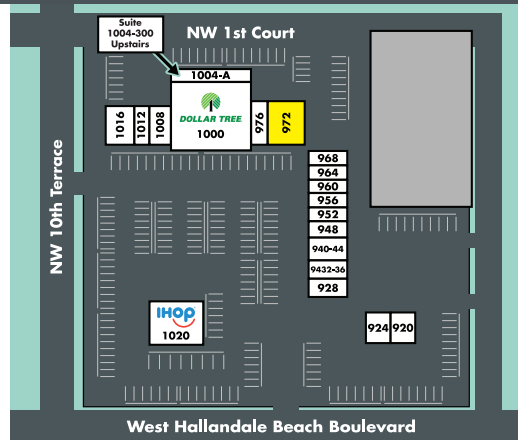 Suite
1004-300
Upstairs
NW 1st Court
1004-A
DOLLAR TREE
1000
1016
1012
1008
976
972
968
964
960
956
952
948
940-44
9432-36
928
NW 10th Terrace
IHOP
1020
924
920
West Hallandale Beach Boulevard